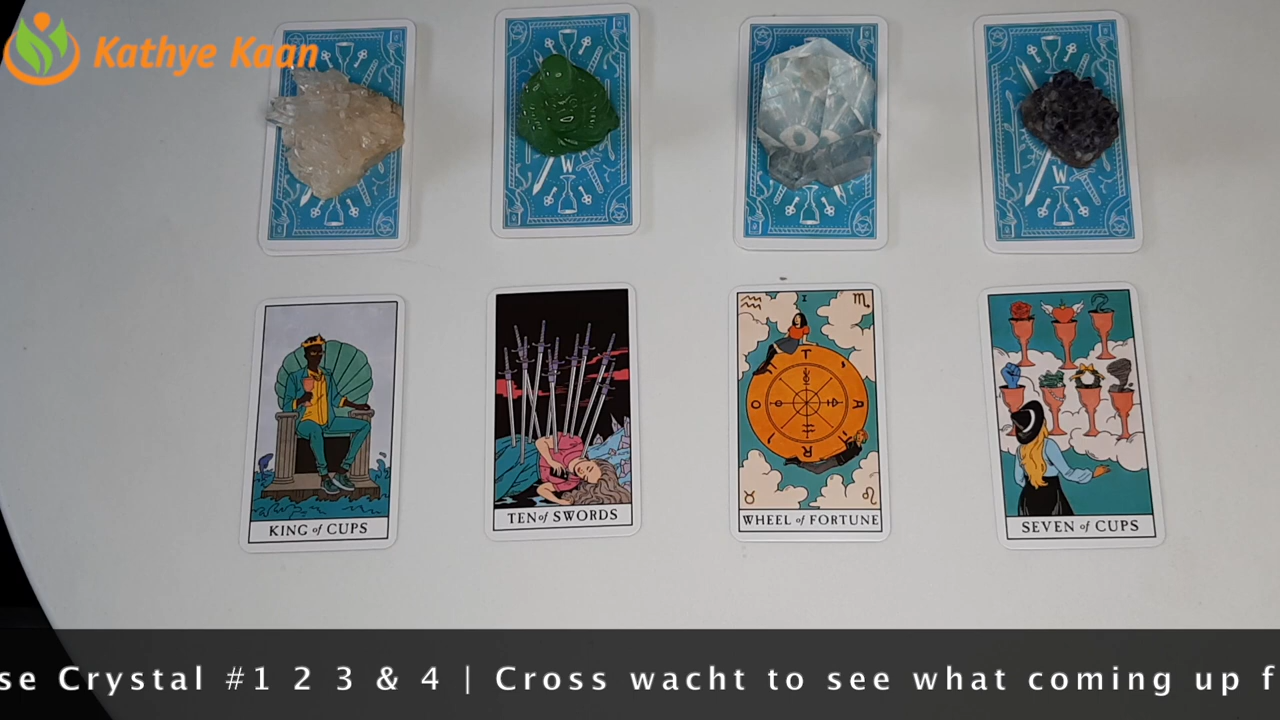 Kathye Kaan
W
W
KING of CUPS
TEN of SWORDS
I
T
O A
R
WHEEL of FORTUNE
SEVEN of CUPS
se Crystal #1 2 3 & 4 | Cross wacht to see what coming up f